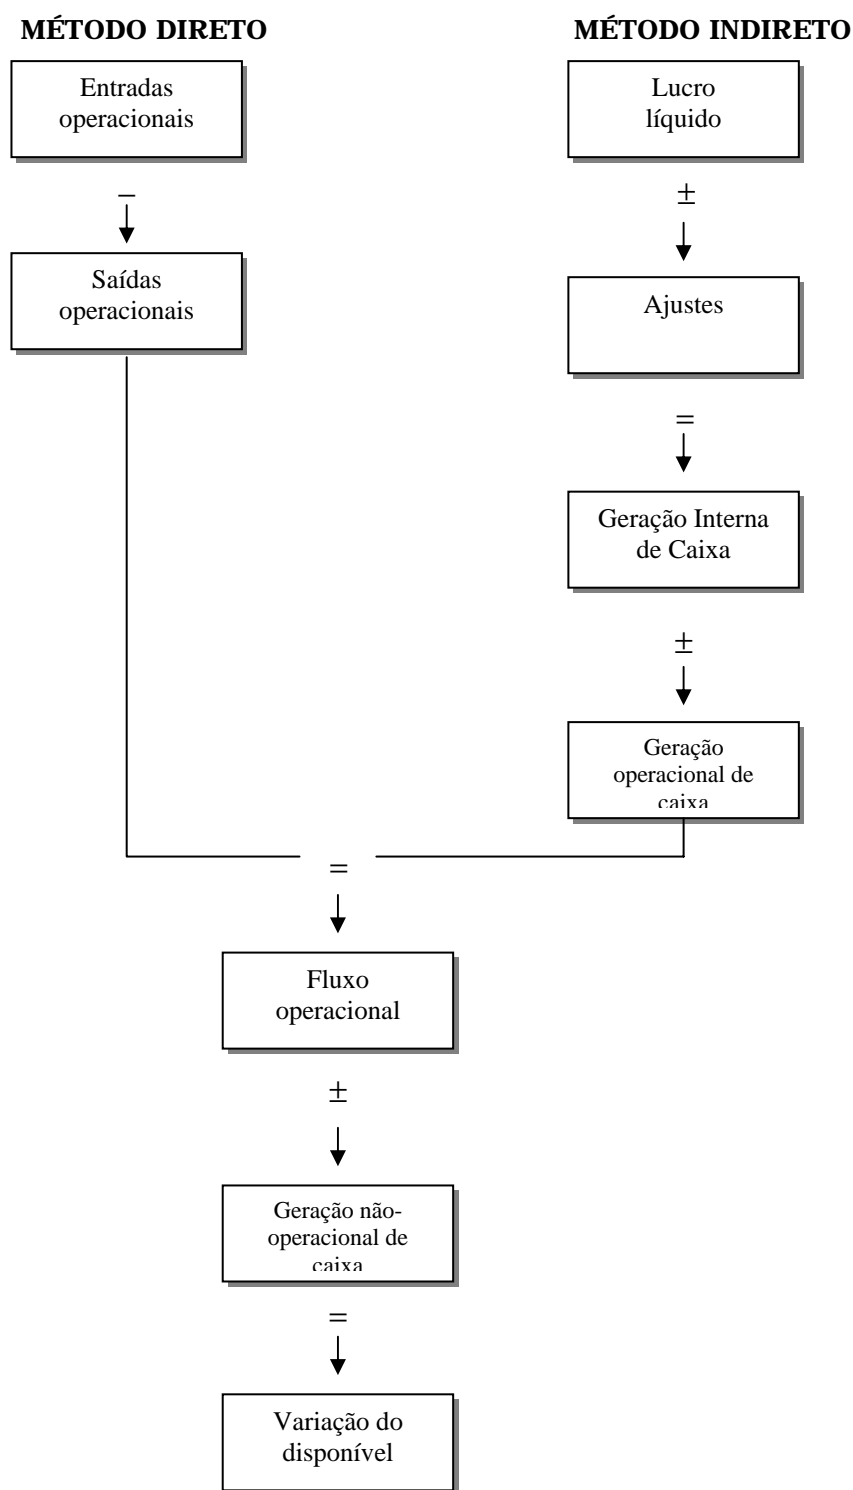 MÉTODO DIRETO
Entradas
operacionais
–
Saídas
operacionais
MÉTODO INDIRETO
Lucro
líquido
±
Ajustes
=
Geração Interna
de Caixa
±
Geração
operacional de
caixa
=
Fluxo
operacional
±
Geração não-
operacional de
caixa
=
Variação do
disponível